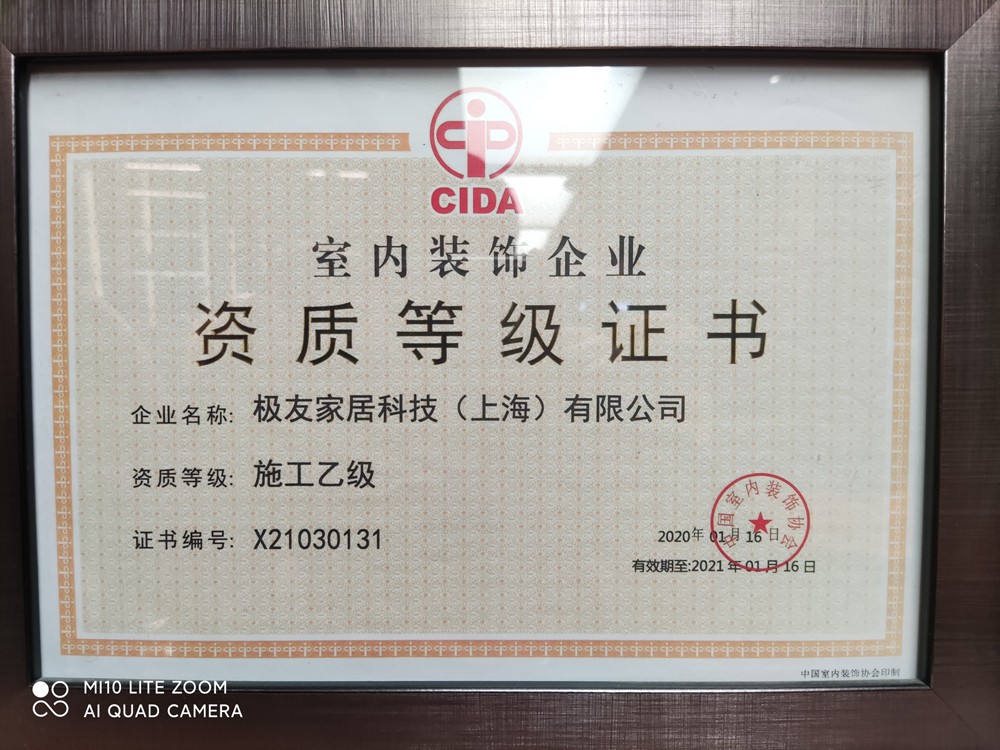 CIDA
室内装饰企业
资质等级证书
企业名称: 极友家居科技（上海）有限公司
资质等级: 施工乙级
证书编号: X21030131
中国室内装饰协会
2020年 01月 16 日
有效期至:2021年01月16日
中国室内装饰协会印制
MI10 LITE ZOOM
AI QUAD CAMERA